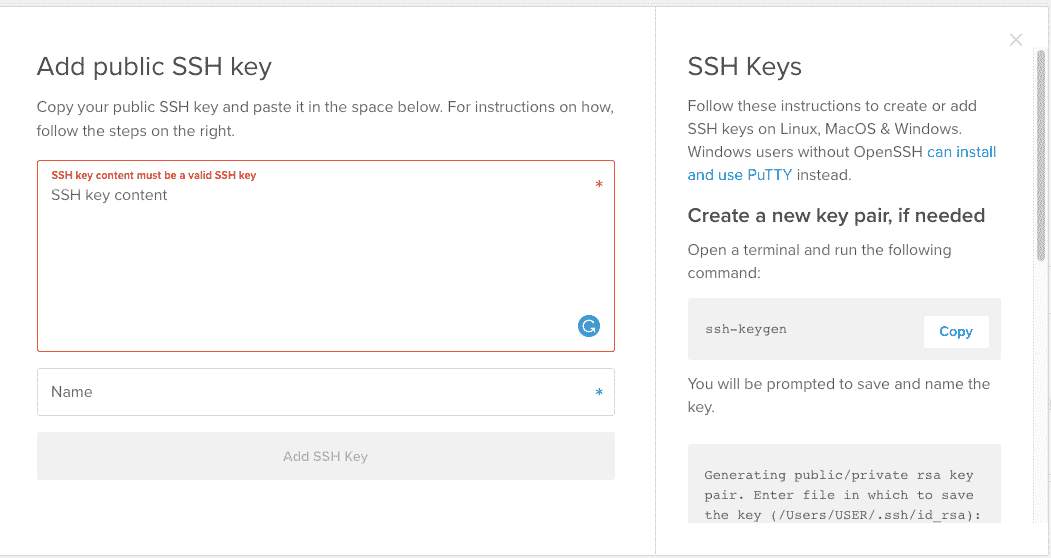 Add public SSH key
Copy your public SSH key and paste it in the space below. For instructions on how,
follow the steps on the right.
SSH key content must be a valid SSH key
*
SSH key content
Name
*
Add SSH Key
SSH Keys
Follow these instructions to create or add
SSH keys on Linux, MacOS & Windows.
Windows users without OpenSSH can install
and use PuTTY instead.
Create a new key pair, if needed
Open a terminal and run the following
command:
ssh-keygen
Copy
You will be prompted to save and name the
key.
Generating public/private rsa key
pair. Enter file in which to save
the key (/Users/USER/.ssh/id_rsa):